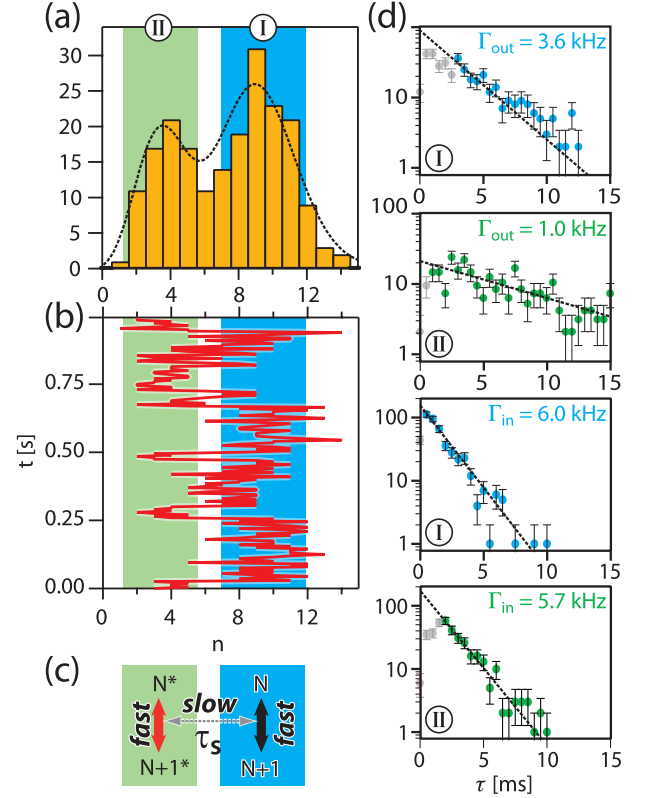 (a)
II
I
30
25
20
15
10
5
0
0
4
8
12
(b)
1.00
0.75
0.50
0.25
0.00
t [s]
0
4
8
12
n
(c)
N*
N
fast
slow
fast
τs
N+1*
N+1
(d)
100
10
1
Γout = 3.6 kHz
I
0
5
10
15
100
10
1
Γout = 1.0 kHz
II
0
5
10
15
100
10
1
Γin = 6.0 kHz
I
0
5
10
15
100
10
1
Γin = 5.7 kHz
II
0
5
10
15
τ [ms]